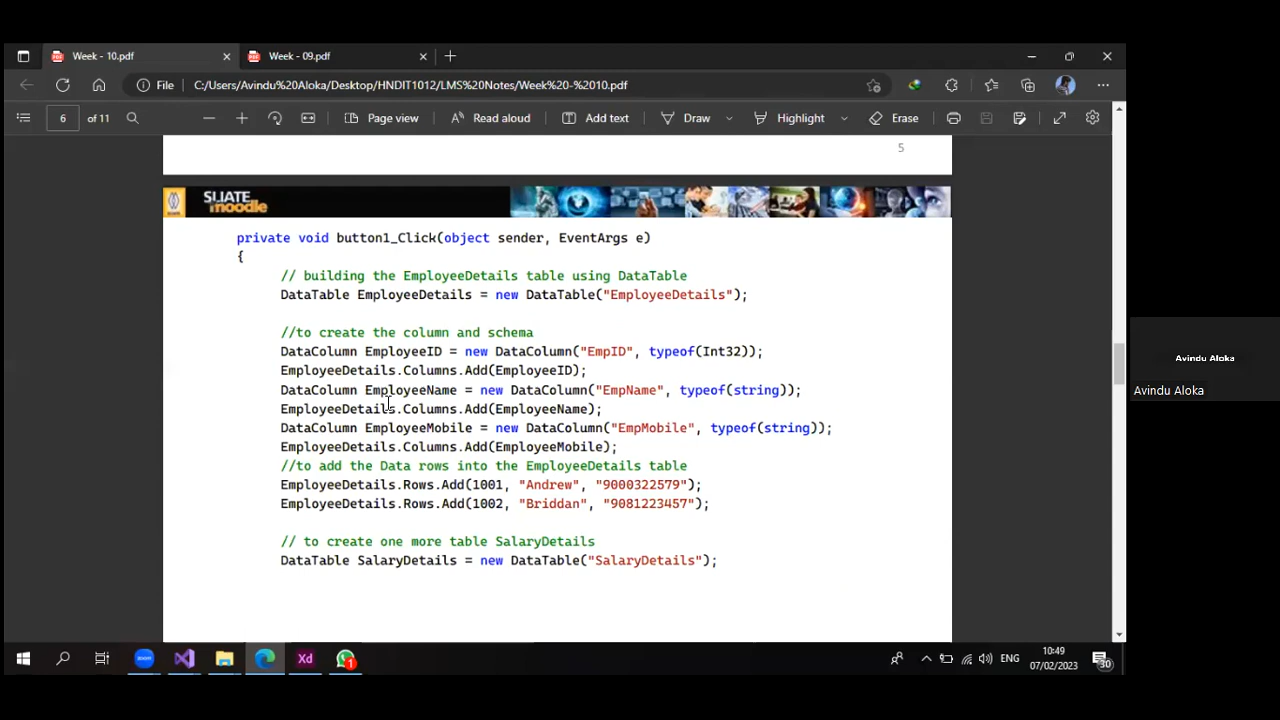 Week - 10.pdf
Week - 09.pdf
File
C:/Users/Avindu%20Aloka/Desktop/HNDIT1012/LMS%20Notes/Week%20-%2010.pdf
6
of 11
Page view
Read aloud
Add text
Draw
Highlight
Erase
5
SLIATE
moodle
private void button1_Click(object sender, EventArgs e)
{
// building the EmployeeDetails table using DataTable
DataTable EmployeeDetails = new DataTable("EmployeeDetails");
//to create the column and schema
DataColumn EmployeeID = new DataColumn("EmpID", typeof(Int32));
EmployeeDetails.Columns.Add(EmployeeID);
DataColumn EmployeeName = new DataColumn("EmpName", typeof(string));
EmployeeDetails.Columns.Add(EmployeeName);
DataColumn EmployeeMobile = new DataColumn("EmpMobile", typeof(string));
EmployeeDetails.Columns.Add(EmployeeMobile);
//to add the Data rows into the EmployeeDetails table
EmployeeDetails.Rows.Add(1001, "Andrew", "9000322579");
EmployeeDetails.Rows.Add(1002, "Briddan", "9081223457");
// to create one more table SalaryDetails
DataTable SalaryDetails = new DataTable("SalaryDetails");
Avindu Aloka
Avindu Aloka
zoom
Xd
1
ENG
10:49
07/02/2023
30